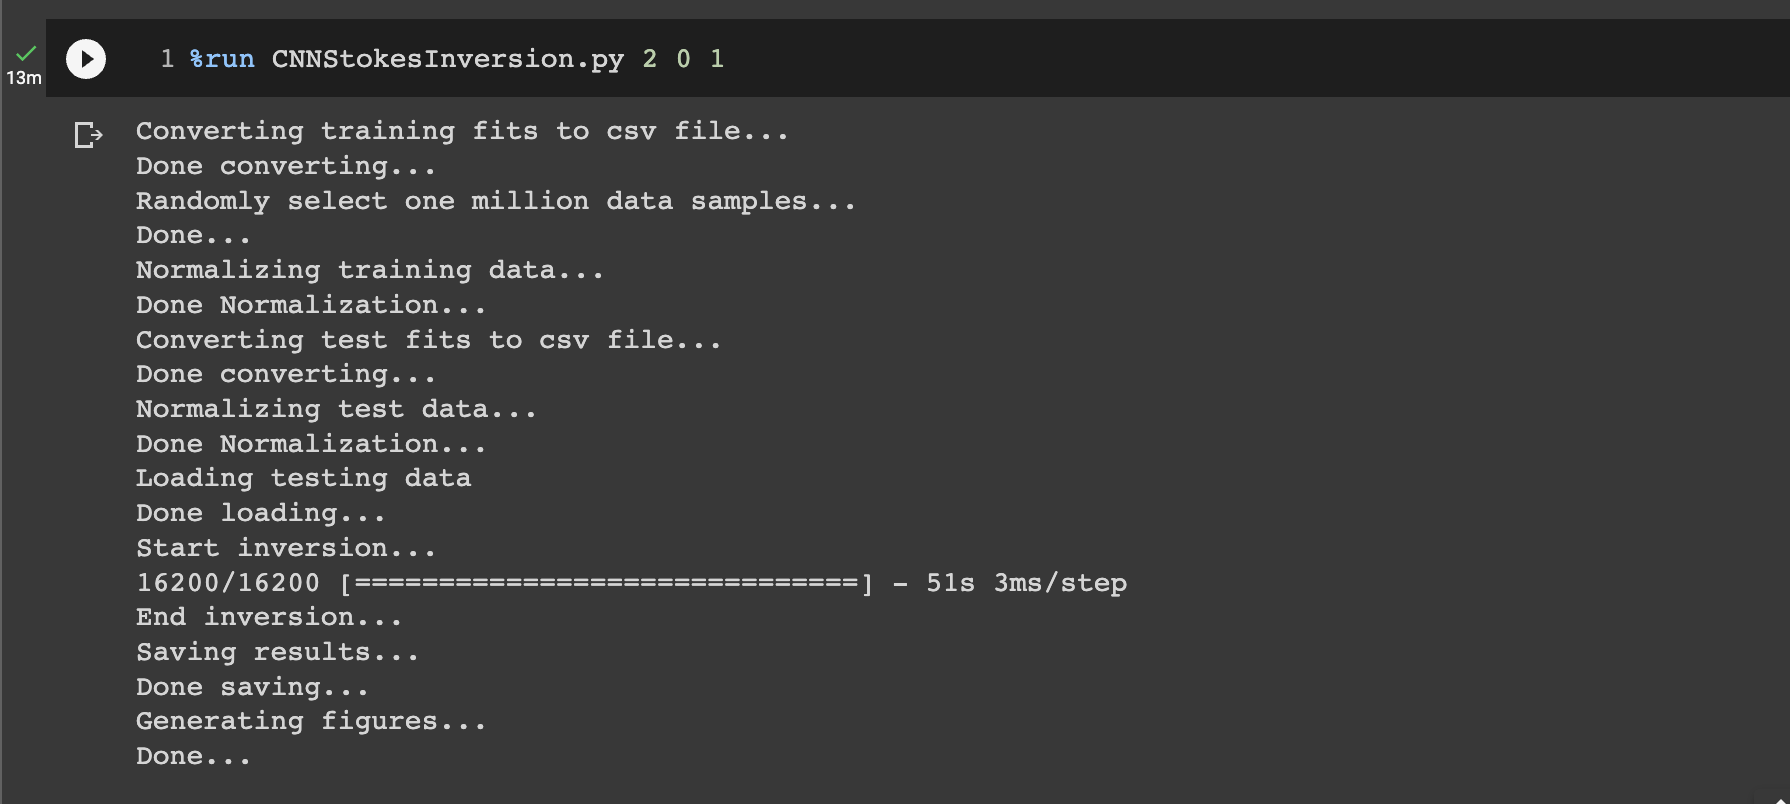 1 %run CNNStokesInversion.py 2 0 1
13m
Converting training fits to csv file...
Done converting...
Randomly select one million data samples...
Done...
Normalizing training data...
Done Normalization...
Converting test fits to csv file...
Done converting...
Normalizing test data...
Done Normalization...
Loading testing data
Done loading...
Start inversion...
16200/16200 [==============================] - 51s 3ms/step
End inversion...
Saving results...
Done saving...
Generating figures...
Done...